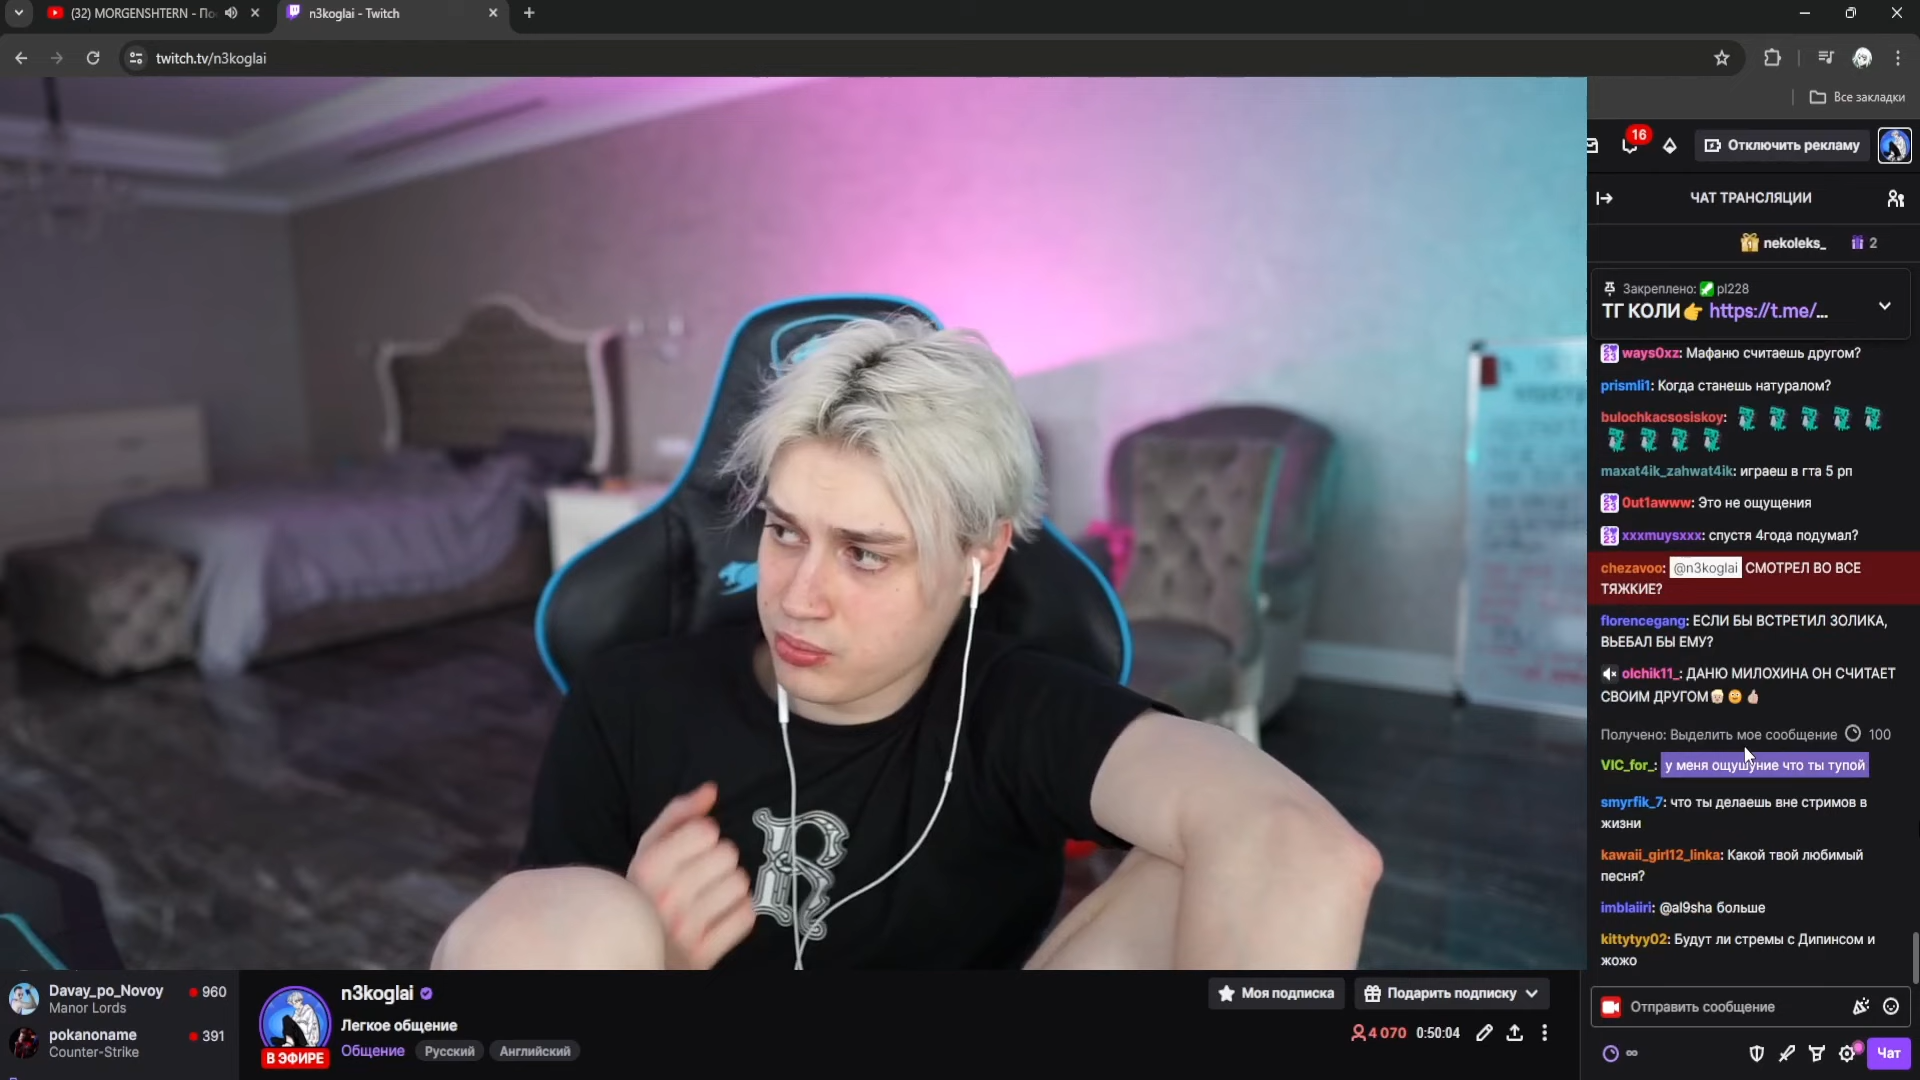 (32) MORGENSHTERN - По
n3koglai - Twitch
twitch.tv/n3koglai
Все закладки
16
Отключить рекламу
ЧАТ ТРАНСЛЯЦИИ
nekoleks_ 2
Закреплено: pl228
ТГ КОЛИ👉 https://t.me/...
ways0xz: Мафаню считаешь другом?
prismli1: Когда станешь натуралом?
bulochkacsosiskoy:
maxat4ik_zahwat4ik: играеш в гта 5 рп
0ut1awww: Это не ощущения
xxxmuysxxx: спустя 4года подумал?
chezavoo: @n3koglai СМОТРЕЛ ВО ВСЕ
ТЯЖКИЕ?
florencegang: ЕСЛИ БЫ ВСТРЕТИЛ ЗОЛИКА,
ВЬЕБАЛ БЫ ЕМУ?
olchik11_: ДАНЮ МИЛОХИНА ОН СЧИТАЕТ
СВОИМ ДРУГОМ
Получено: Выделить мое сообщение 100
VIC_for_: у меня ощушуние что ты тупой
smyrfik_7: что ты делаешь вне стримов в
жизни
kawaii_girl12_linka: Какой твой любимый
песня?
imblaiiri: @al9sha больше
kittytyy02: Будут ли стремы с Дипинсом и
жожо
Отправить сообщение
Чат
Davay_po_Novoy 960
Manor Lords
pokanoname 391
Counter-Strike
n3koglai
Легкое общение
Общение Русский Английский
В ЭФИРЕ
Моя подписка
Подарить подписку
4 070 0:50:04